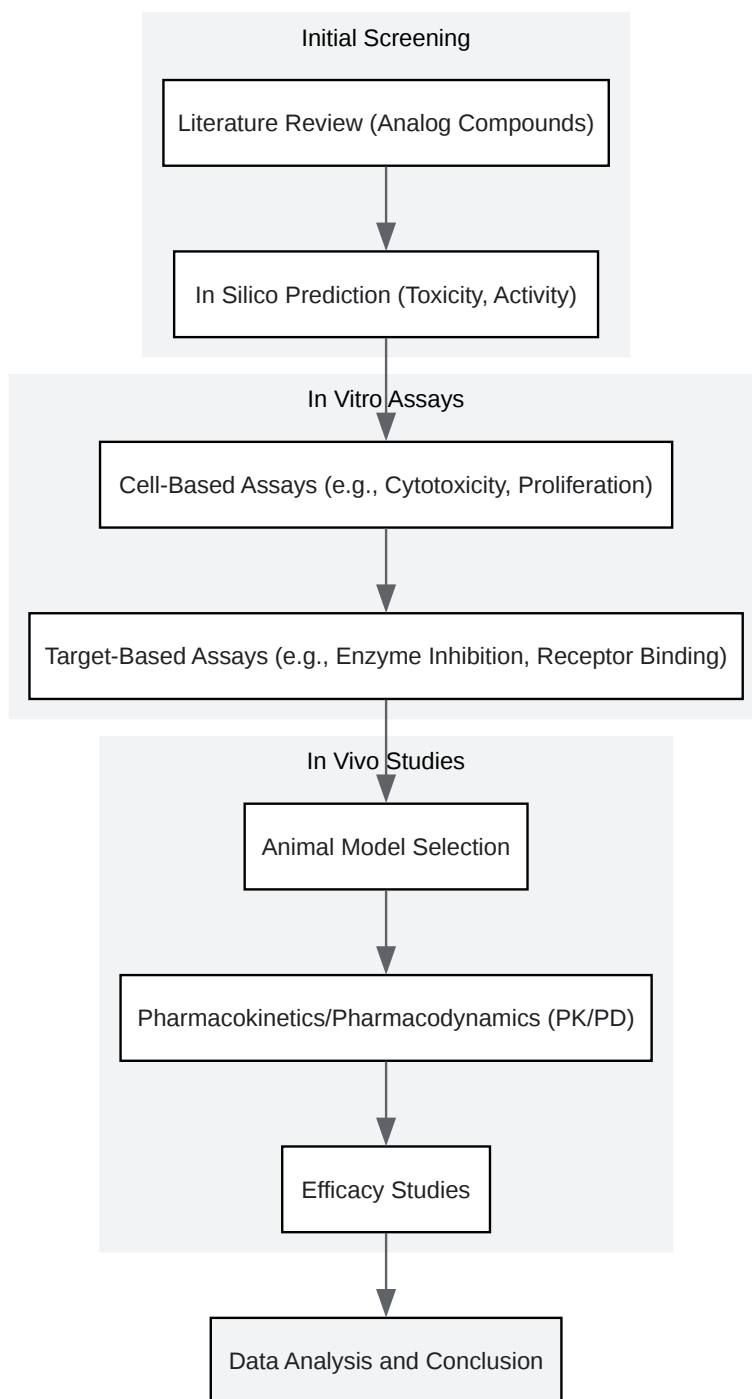 Initial Screening
Literature Review (Analog Compounds)
In Silico Prediction (Toxicity, Activity)
In Vitro Assays
Cell-Based Assays (e.g., Cytotoxicity, Proliferation)
Target-Based Assays (e.g., Enzyme Inhibition, Receptor Binding)
In Vivo Studies
Animal Model Selection
Pharmacokinetics/Pharmacodynamics (PK/PD)
Efficacy Studies
Data Analysis and Conclusion